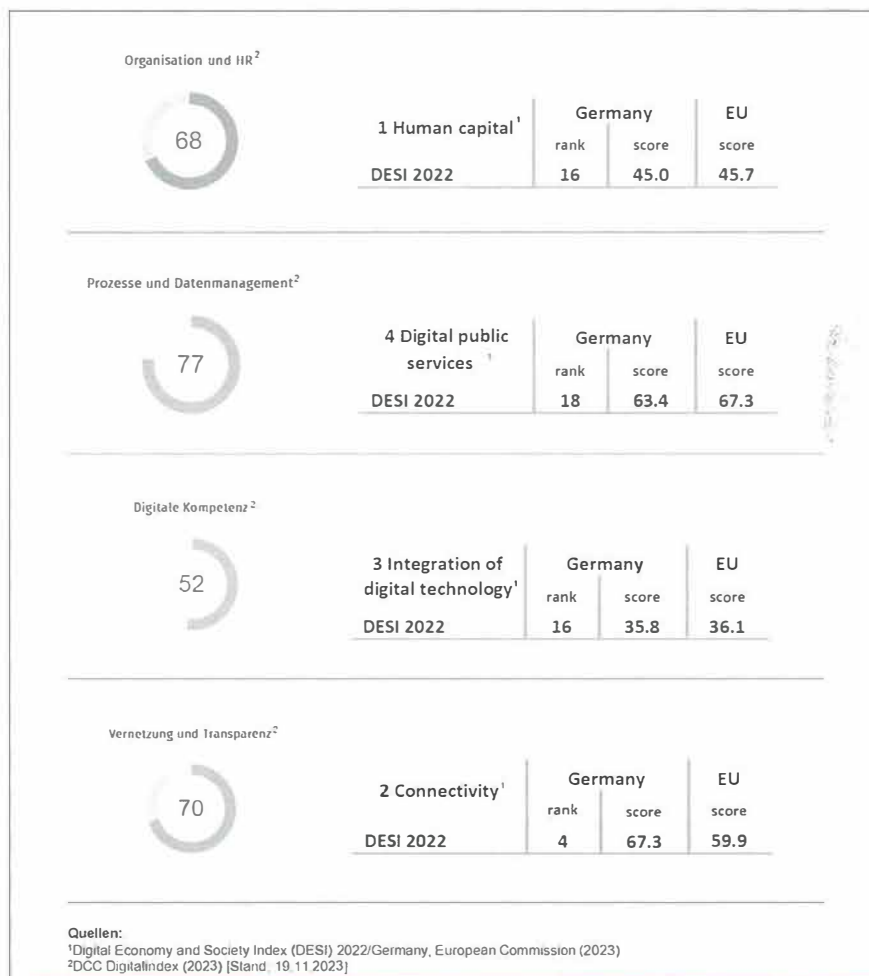 Organisation und HR²
68
1 Human capital¹ Germany EU
rank score score
DESI 2022 16 45.0 45.7
Prozesse und Datenmanagement²
77
4 Digital public services ¹ Germany EU
rank score score
DESI 2022 18 63.4 67.3
Digitale Kompetenz²
52
3 Integration of digital technology¹ Germany EU
rank score score
DESI 2022 16 35.8 36.1
Vernetzung und Transparenz²
70
2 Connectivity¹ Germany EU
rank score score
DESI 2022 4 67.3 59.9
Quellen:
¹Digital Economy and Society Index (DESI) 2022/Germany, European Commission (2023)
²DCC Digitalindex (2023) [Stand, 19.11.2023]